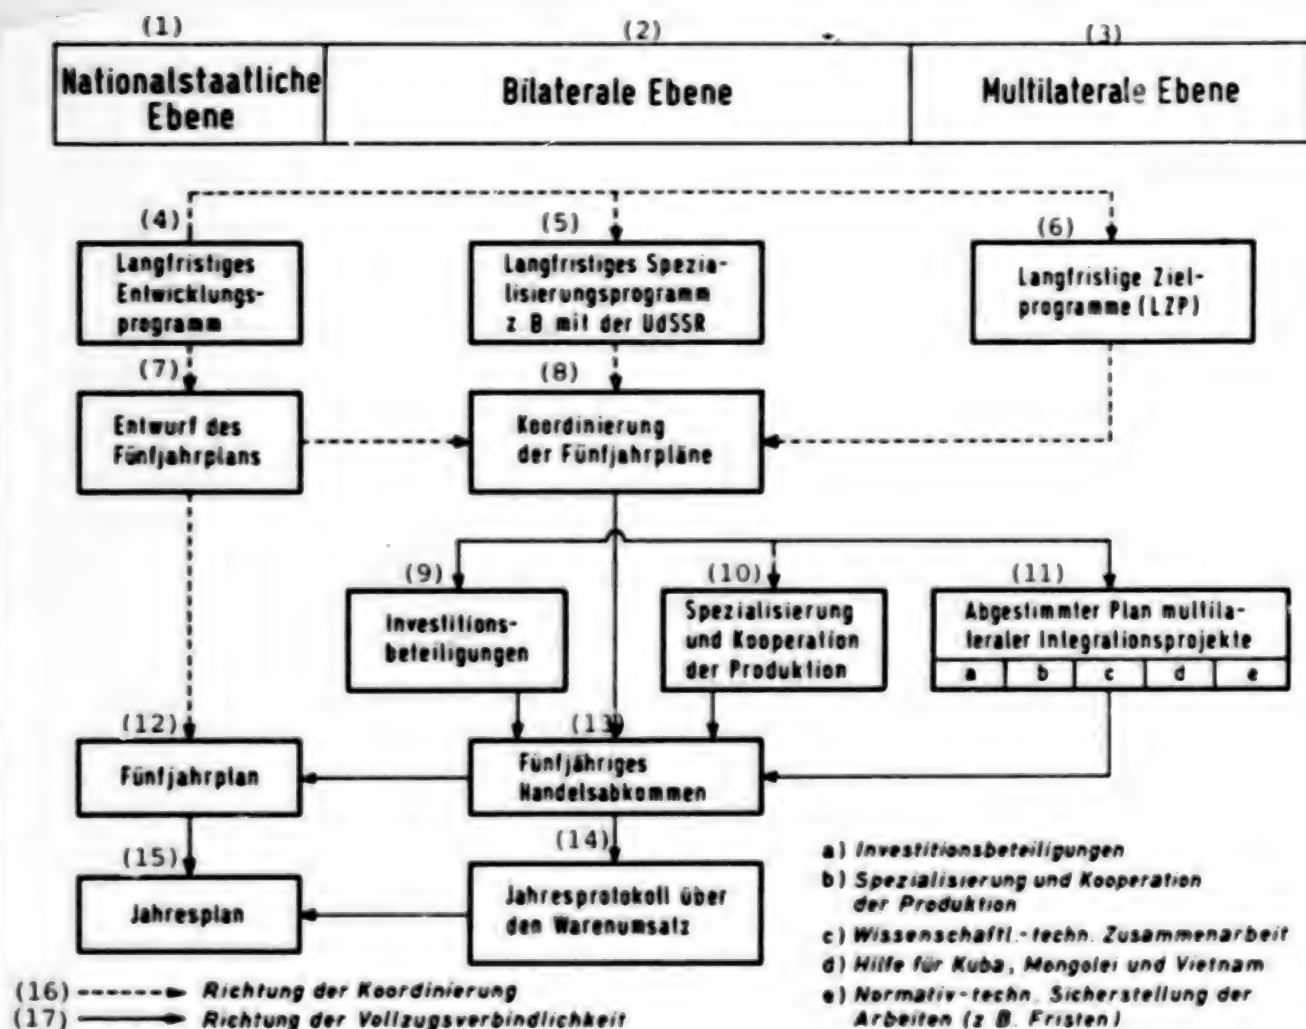 (1)
(2)
(3)
Nationalstaatliche
Ebene
Bilaterale Ebene
Multilaterale Ebene
(4)
(5)
(6)
Langfristiges
Entwicklungs-
programm
Langfristiges Spezia-
lisierungsprogramm
z. B. mit der UdSSR
Langfristige Ziel-
programme (LZP)
(7)
(8)
Entwurf des
Fünfjahrplans
Koordinierung
der Fünfjahrpläne
(9)
(10)
(11)
Investitions-
beteiligungen
Spezialisierung
und Kooperation
der Produktion
Abgestimmter Plan multila-
teraler Integrationsprojekte
a b c d e
(12)
(13)
Fünfjahrplan
Fünfjähriges
Handelsabkommen
(14)
(15)
Jahresplan
Jahresprotokoll über
den Warenumsatz
a) Investitionsbeteiligungen
b) Spezialisierung und Kooperation
der Produktion
c) Wissenschaftl.-techn. Zusammenarbeit
d) Hilfe für Kuba, Mongolei und Vietnam
e) Normativ-techn. Sicherstellung der
Arbeiten (z B. Fristen)
(16) Richtung der Koordinierung
(17) Richtung der Vollzugsverbindlichkeit